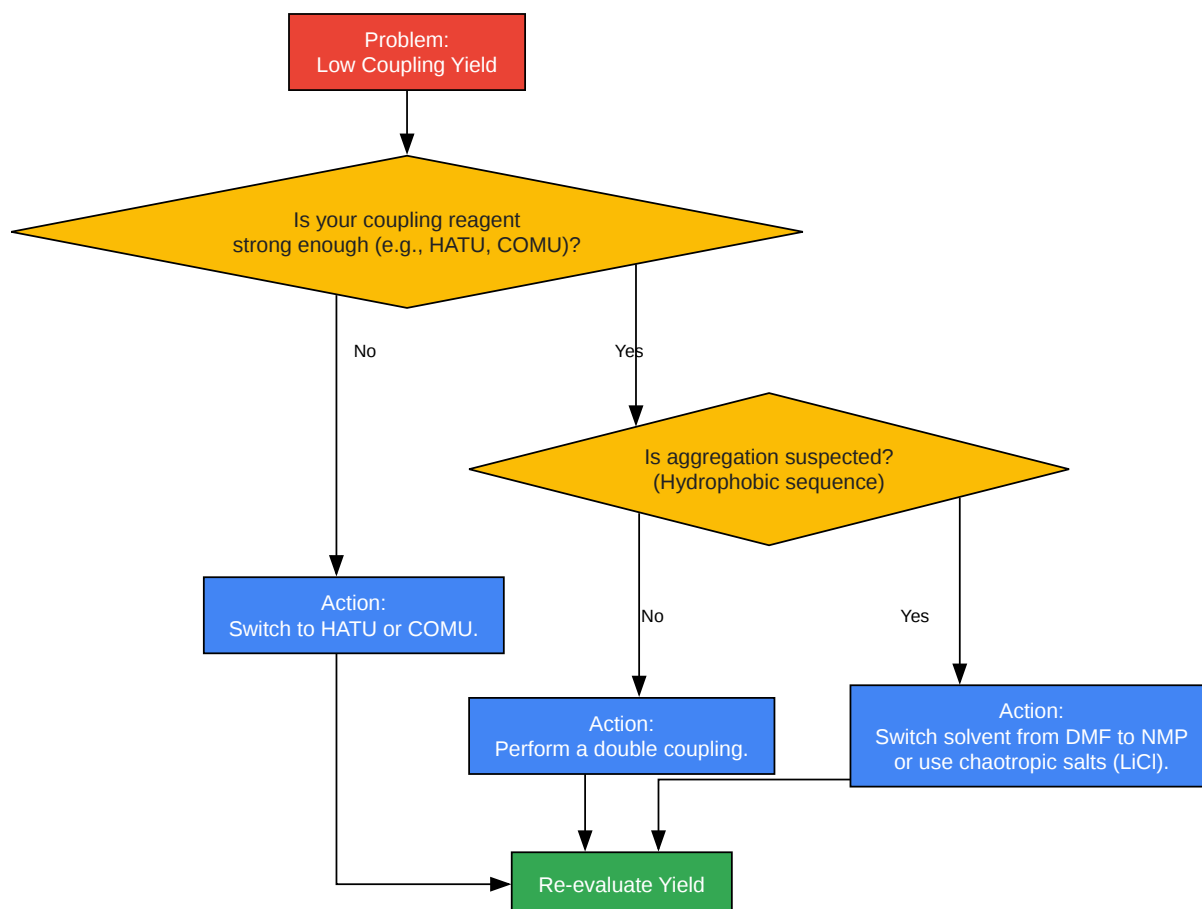 Problem:
Low Coupling Yield
Is your coupling reagent
strong enough (e.g., HATU, COMU)?
No
Yes
Is aggregation suspected?
(Hydrophobic sequence)
Action:
Switch to HATU or COMU.
No
Yes
Action:
Perform a double coupling.
Action:
Switch solvent from DMF to NMP
or use chaotropic salts (LiCl).
Re-evaluate Yield